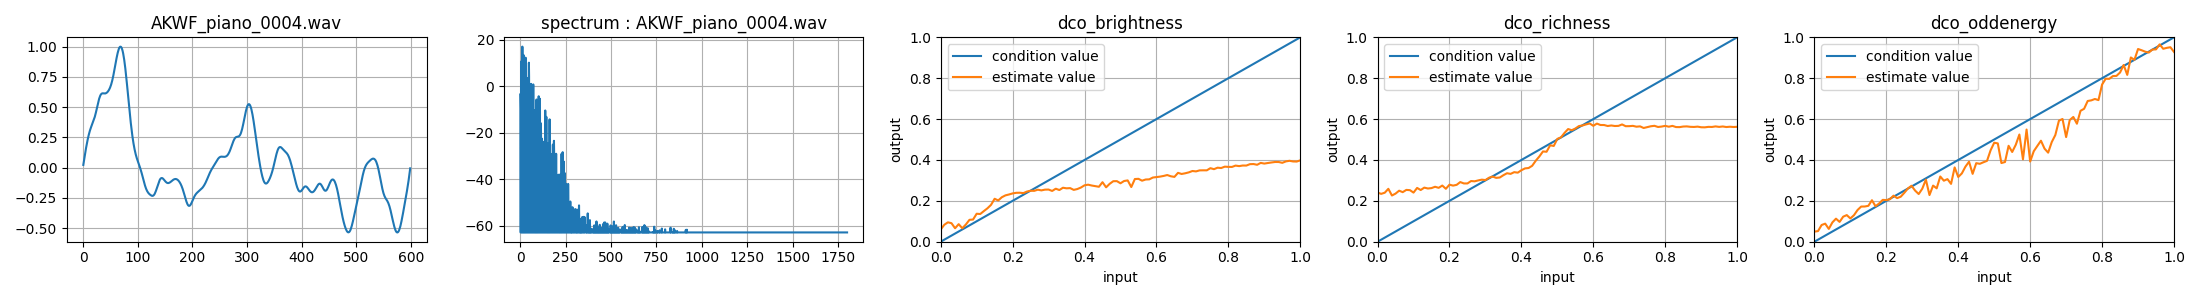 AKWF_piano_0004.wav
1.00
0.75
0.50
0.25
0.00
−0.25
−0.50
0 100 200 300 400 500 600
spectrum : AKWF_piano_0004.wav
20
0
−20
−40
−60
0 250 500 750 1000 1250 1500 1750
dco_brightness
condition value
estimate value
output
1.0
0.8
0.6
0.4
0.2
0.0
0.0 0.2 0.4 0.6 0.8 1.0
input
dco_richness
condition value
estimate value
output
1.0
0.8
0.6
0.4
0.2
0.0
0.0 0.2 0.4 0.6 0.8 1.0
input
dco_oddenergy
condition value
estimate value
output
1.0
0.8
0.6
0.4
0.2
0.0
0.0 0.2 0.4 0.6 0.8 1.0
input